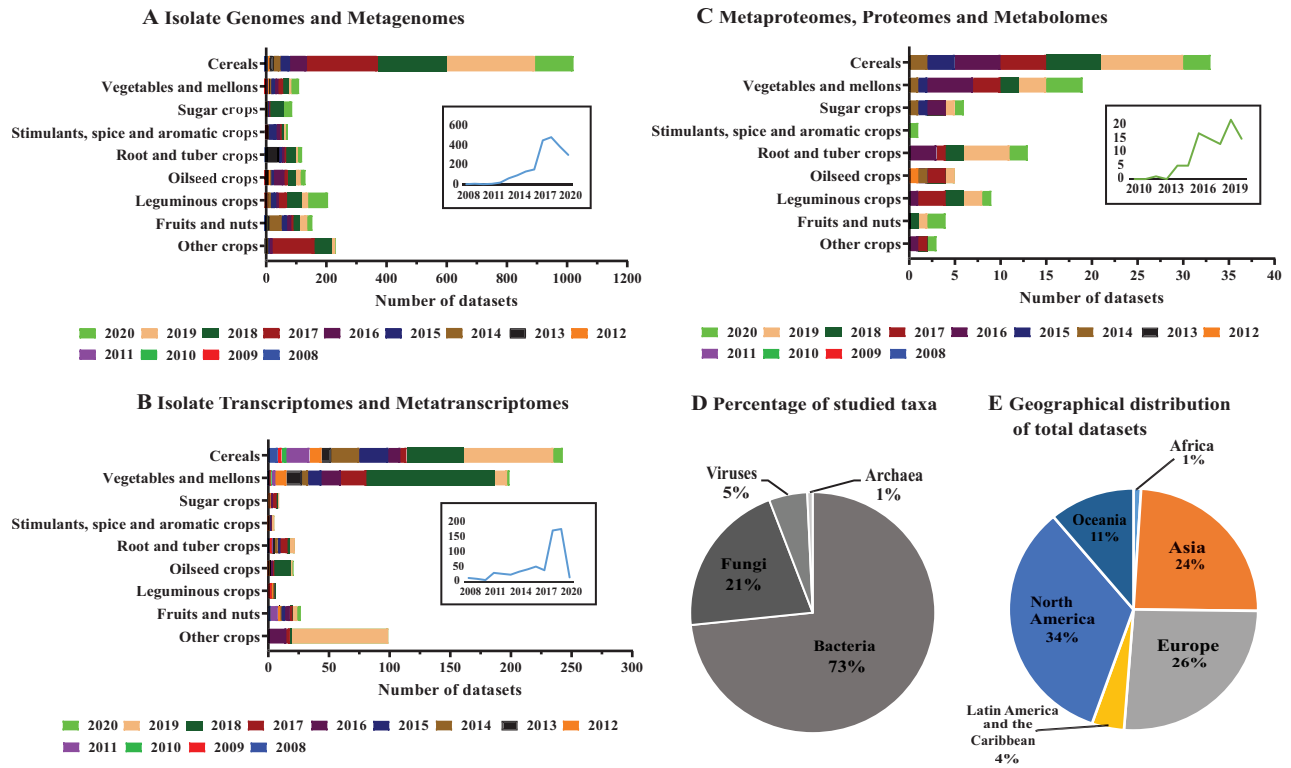 A Isolate Genomes and Metagenomes
Cereals
Vegetables and mellons
Sugar crops
Stimulants, spice and aromatic crops
Root and tuber crops
Oilseed crops
Leguminous crops
Fruits and nuts
Other crops
600
400
200
0
2008 2011 2014 2017 2020
0 200 400 600 800 1000 1200
Number of datasets
2020 2019 2018 2017 2016 2015 2014 2013 2012
2011 2010 2009 2008
C Metaproteomes, Proteomes and Metabolomes
Cereals
Vegetables and mellons
Sugar crops
Stimulants, spice and aromatic crops
Root and tuber crops
Oilseed crops
Leguminous crops
Fruits and nuts
Other crops
20
15
10
5
0
2010 2013 2016 2019
0 5 10 15 20 25 30 35 40
Number of datasets
2020 2019 2018 2017 2016 2015 2014 2013 2012
2011 2010 2009 2008
B Isolate Transcriptomes and Metatranscriptomes
Cereals
Vegetables and mellons
Sugar crops
Stimulants, spice and aromatic crops
Root and tuber crops
Oilseed crops
Leguminous crops
Fruits and nuts
Other crops
200
150
100
50
0
2008 2011 2014 2017 2020
0 50 100 150 200 250 300
Number of datasets
2020 2019 2018 2017 2016 2015 2014 2013 2012
2011 2010 2009 2008
D Percentage of studied taxa
Viruses
5%
Archaea
1%
Fungi
21%
Bacteria
73%
E Geographical distribution
of total datasets
Africa
1%
Oceania
11%
Asia
24%
North
America
34%
Europe
26%
Latin America
and the
Caribbean
4%